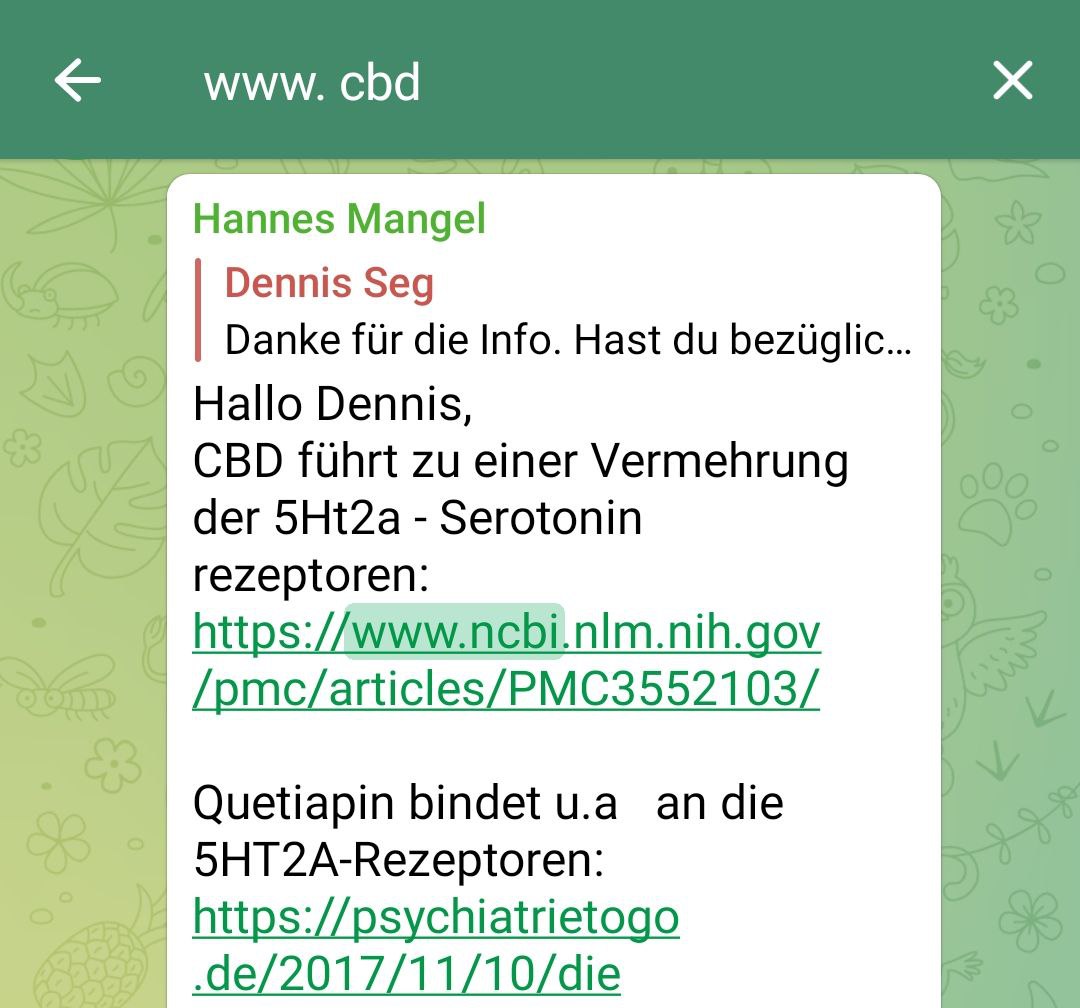 www. cbd
Hannes Mangel
Dennis Seg
Danke für die Info. Hast du bezüglic...
Hallo Dennis,
CBD führt zu einer Vermehrung
der 5Ht2a - Serotonin
rezeptoren:
https://www.ncbi.nlm.nih.gov
/pmc/articles/PMC3552103/
Quetiapin bindet u.a   an die
5HT2A-Rezeptoren:
https://psychiatrietogo
.de/2017/11/10/die